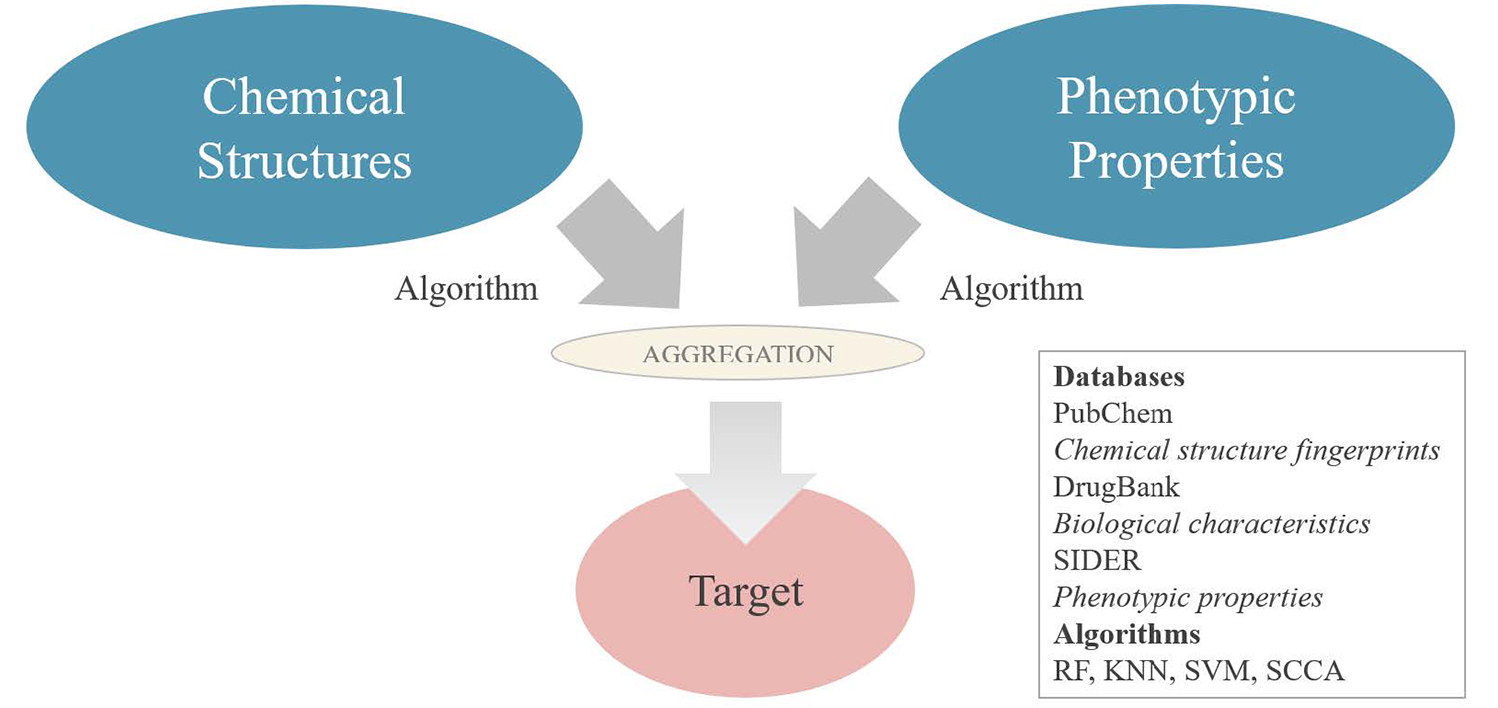 Chemical
Structures
Phenotypic
Properties
Algorithm
Algorithm
AGGREGATION
Target
Databases
PubChem
Chemical structure fingerprints
DrugBank
Biological characteristics
SIDER
Phenotypic properties
Algorithms
RF, KNN, SVM, SCCA